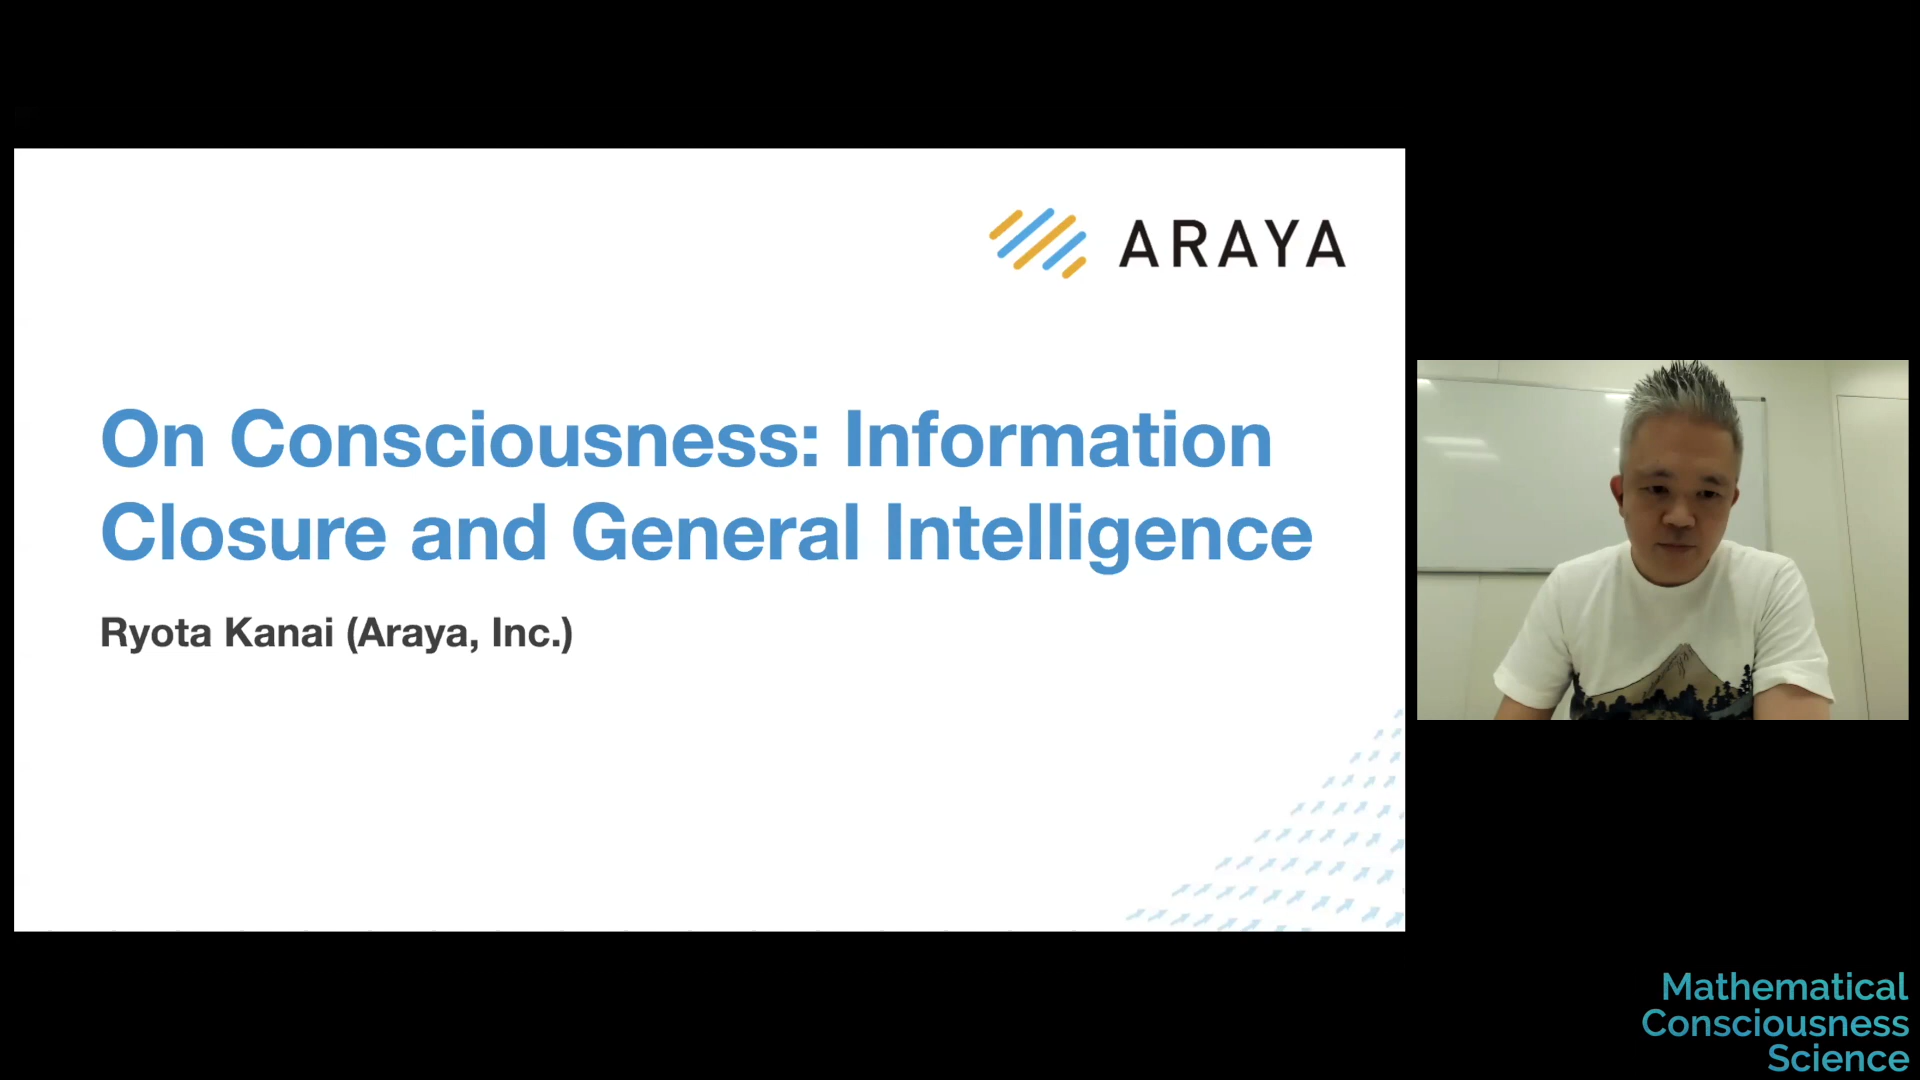 ARAYA
On Consciousness: Information
Closure and General Intelligence
Ryota Kanai (Araya, Inc.)
Mathematical
Consciousness
Science